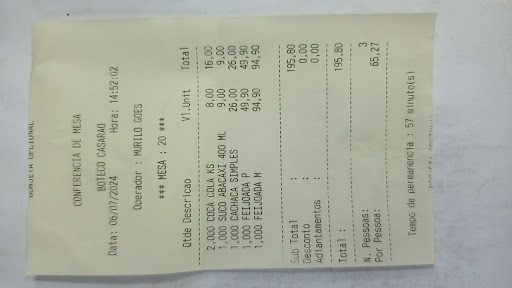 GORJETA OPCIONAL
CONFERENCIA DE MESA
BOTECO CASARAO
Data: 06/07/2024 Hora: 14:52:02
Operador : MURILO GOES
*** MESA : 20 ***
Qtde Descricao Vl.Unit Total
2,000 COCA COLA KS 8,00 16,00
1,000 SUCO ABACAXI 400 ML 9,00 9,00
1,000 CACHACA SIMPLES 26,00 26,00
1,000 FEIJOADA P 49,90 49,90
1,000 FEIJOADA M 94,90 94,90
Sub Total : 195,80
Desconto : 0,00
Adiantamentos : 0,00
Total : 195,80
N. Pessoas: 3
Por Pessoa: 65,27
Tempo de permanencia : 57 minuto(s)